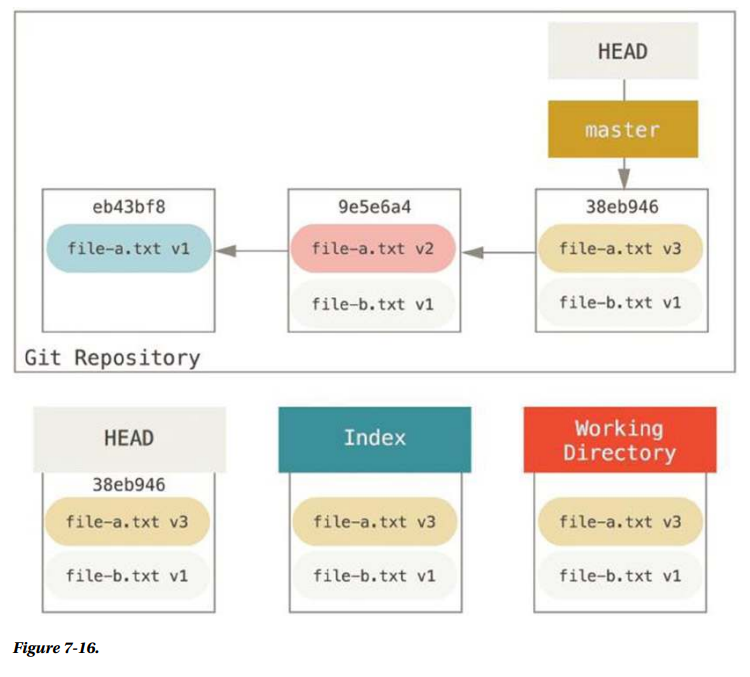 HEAD
master
eb43bf8
9e5e6a4
38eb946
file-a.txt v1
file-a.txt v2
file-a.txt v3
file-b.txt v1
file-b.txt v1
Git Repository
HEAD
Index
Working
Directory
38eb946
file-a.txt v3
file-a.txt v3
file-a.txt v3
file-b.txt v1
file-b.txt v1
file-b.txt v1
Figure 7-16.